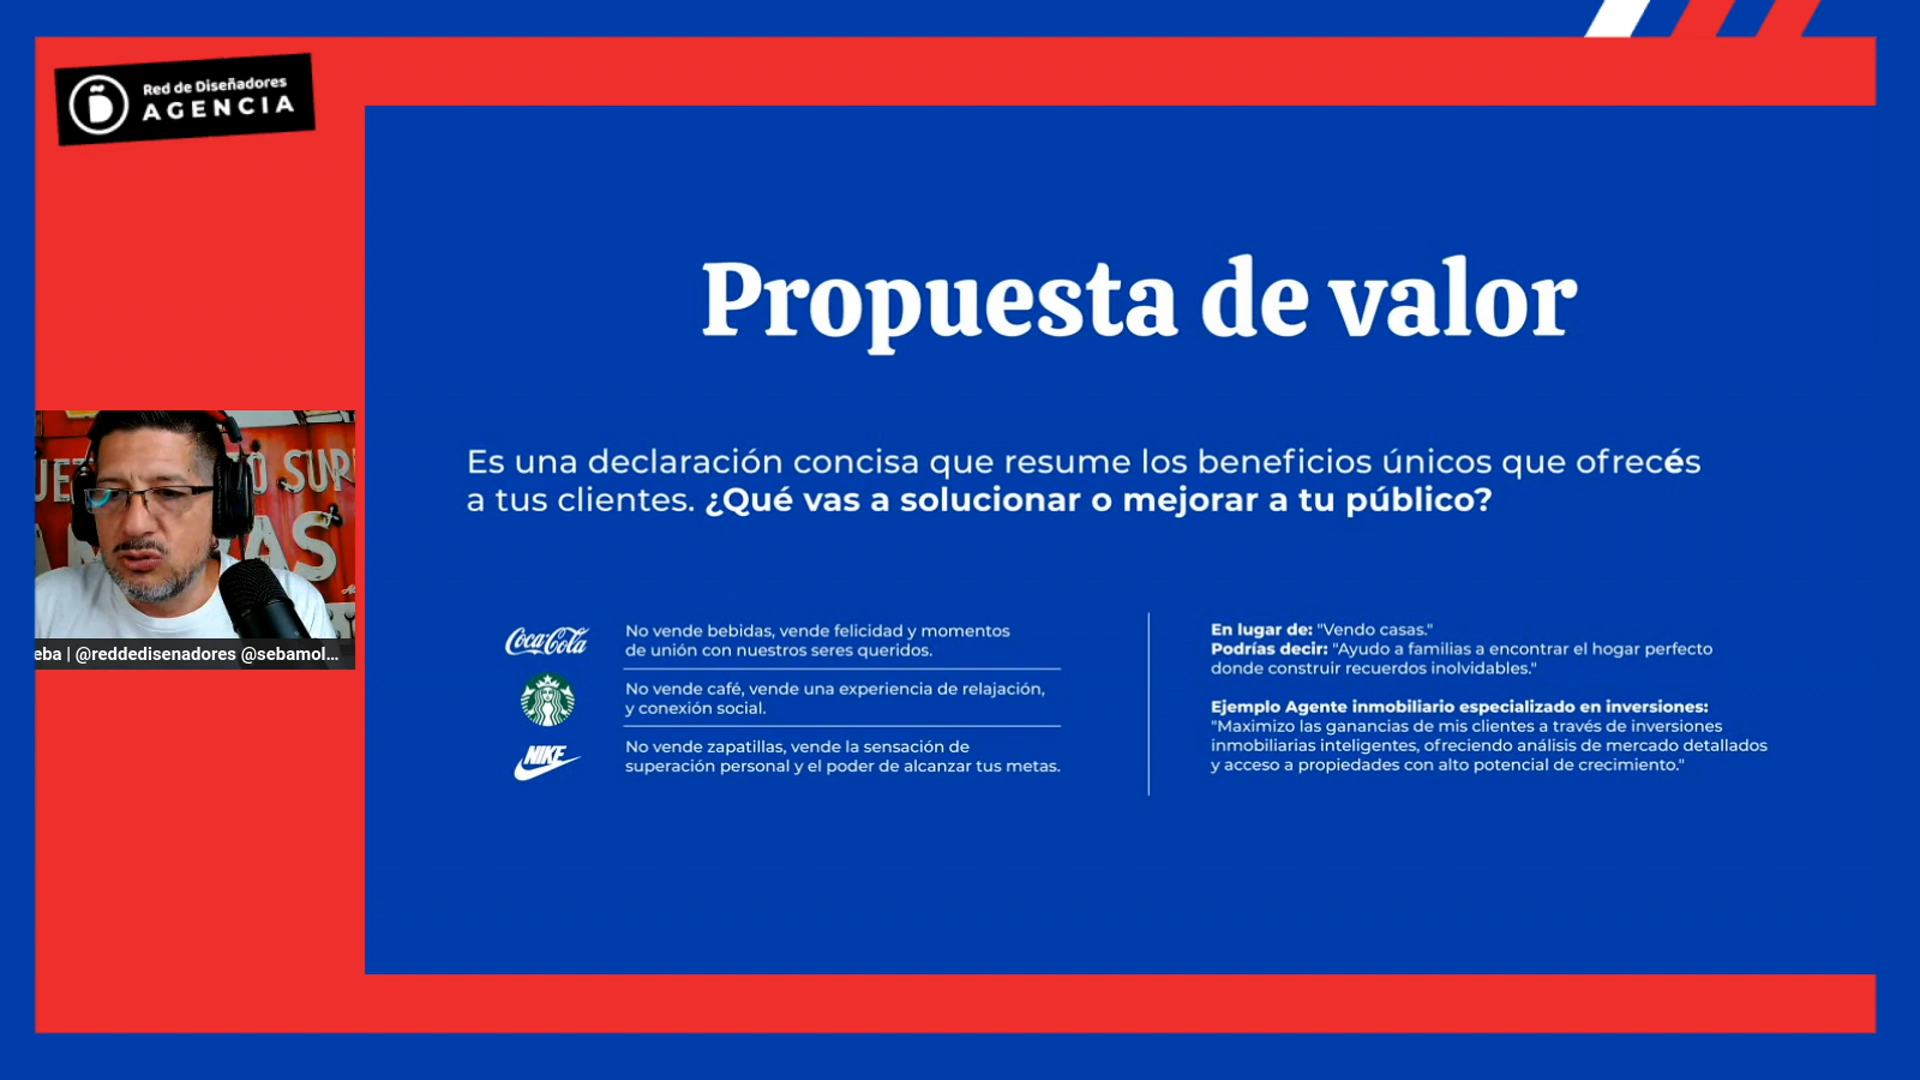 Red de Diseñadores
AGENCIA
Propuesta de valor
Es una declaración concisa que resume los beneficios únicos que ofrecés
a tus clientes. ¿Qué vas a solucionar o mejorar a tu público?
Coca-Cola
No vende bebidas, vende felicidad y momentos
de unión con nuestros seres queridos.
No vende café, vende una experiencia de relajación,
y conexión social.
NIKE
No vende zapatillas, vende la sensación de
superación personal y el poder de alcanzar tus metas.
En lugar de: "Vendo casas."
Podrías decir: "Ayudo a familias a encontrar el hogar perfecto
donde construir recuerdos inolvidables."
Ejemplo Agente inmobiliario especializado en inversiones:
"Maximizo las ganancias de mis clientes a través de inversiones
inmobiliarias inteligentes, ofreciendo análisis de mercado detallados
y acceso a propiedades con alto potencial de crecimiento."
eba | @reddedisenadores @sebamol...